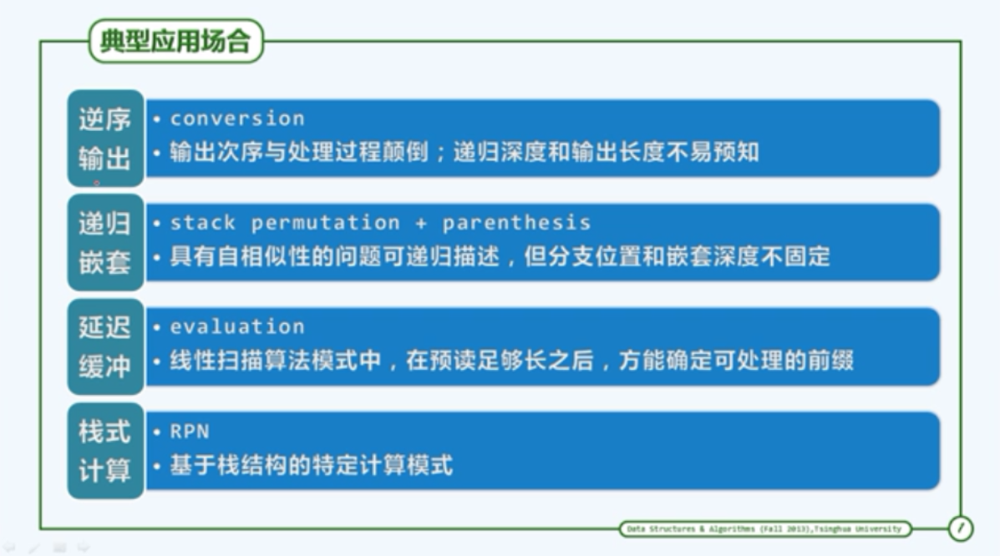 典型应用场合
逆序
输出
• conversion
• 输出次序与处理过程颠倒；递归深度和输出长度不易预知
递归
嵌套
• stack permutation + parenthesis
• 具有自相似性的问题可递归描述，但分支位置和嵌套深度不固定
延迟
缓冲
• evaluation
• 线性扫描算法模式中，在预读足够长之后，方能确定可处理的前缀
栈式
计算
• RPN
• 基于栈结构的特定计算模式
Data Structures & Algorithms (Fall 2013),Tsinghua University